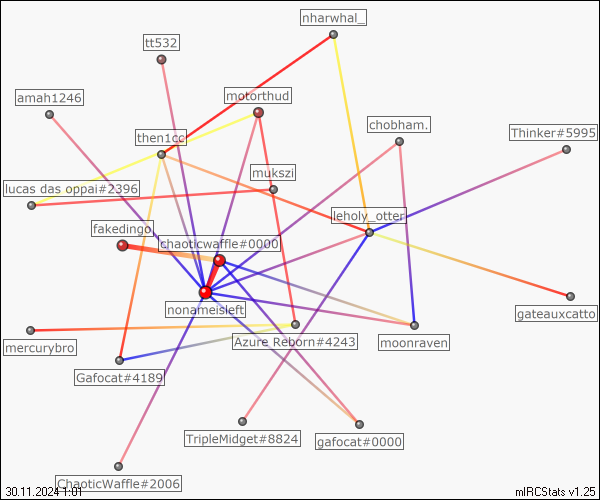 nharwhal_
tt532
amah1246
motorthud
chobham.
Thinker#5995
then1cc
mukszi
lucas das oppai#2396
leholy_otter
fakedingo
chaoticwaffle#0000
nonameisleft
gateauxcatto
mercurybro
Azure Reborn#4243
moonraven
Gafocat#4189
TripleMidget#8824
gafocat#0000
ChaoticWaffle#2006
30.11.2024 1:01
mIRCStats v1.25